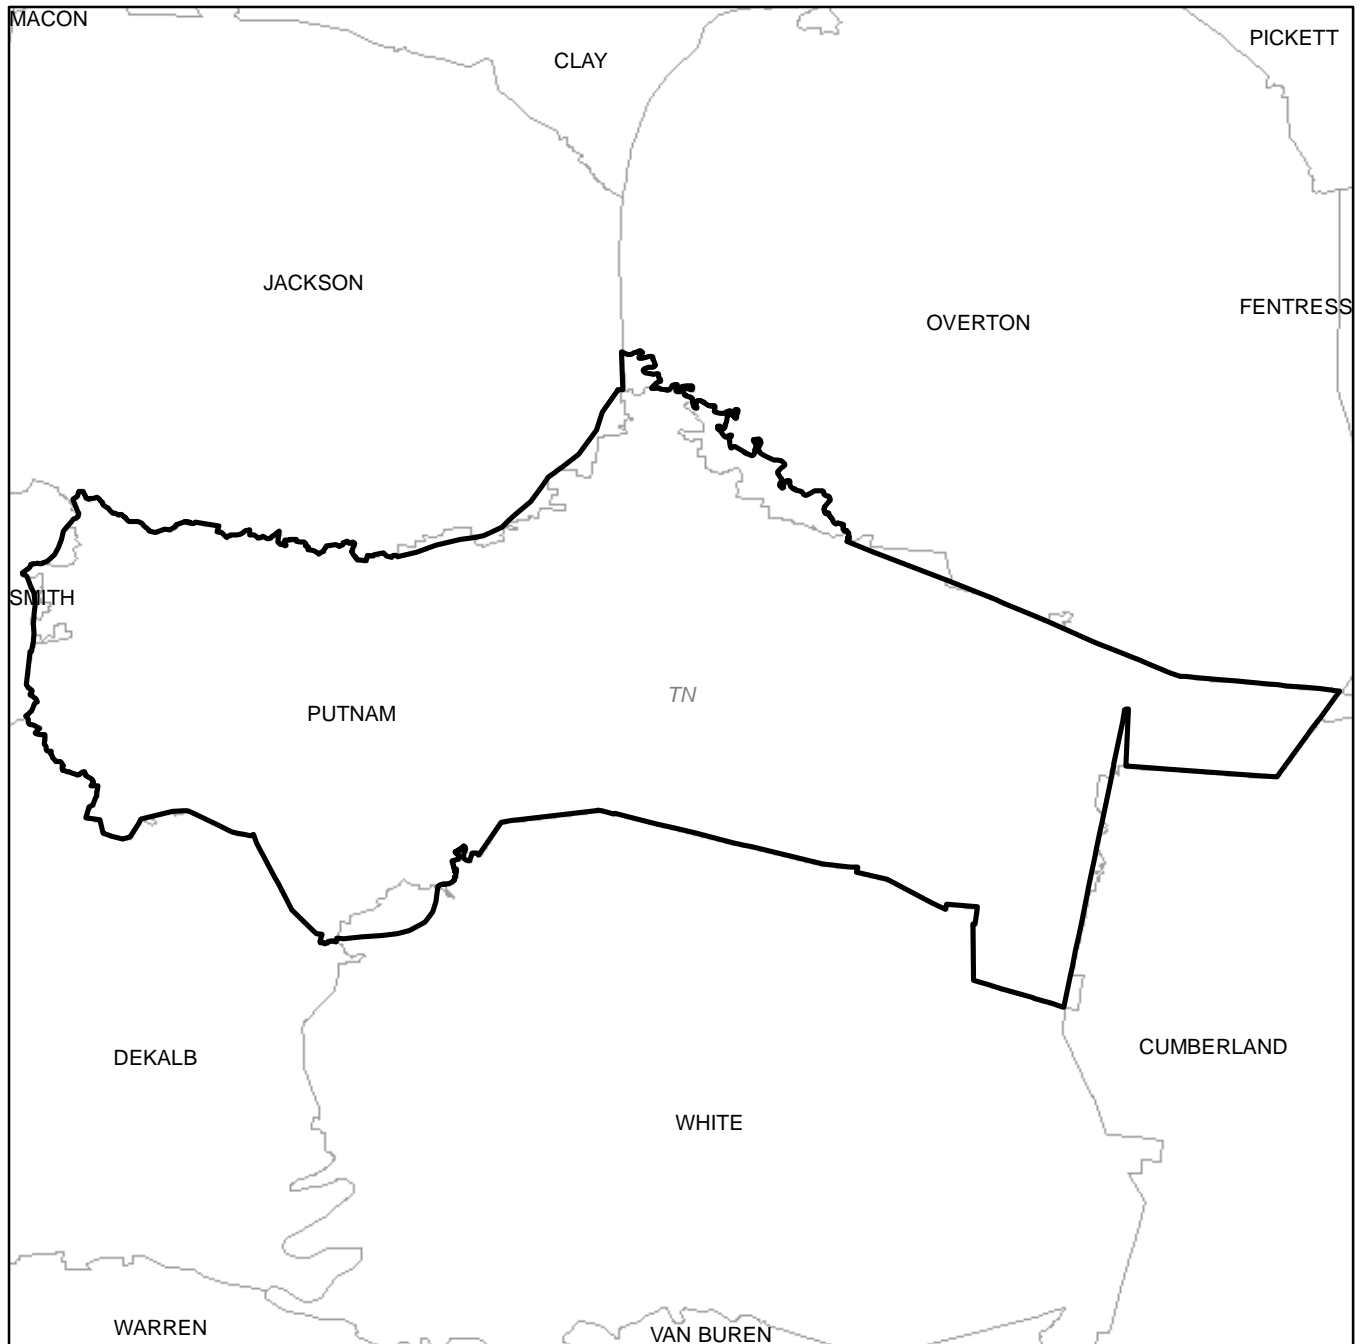 MACON
CLAY
PICKETT
JACKSON
OVERTON
FENTRESS
SMITH
PUTNAM
TN
DEKALB
CUMBERLAND
WHITE
WARREN
VAN BUREN